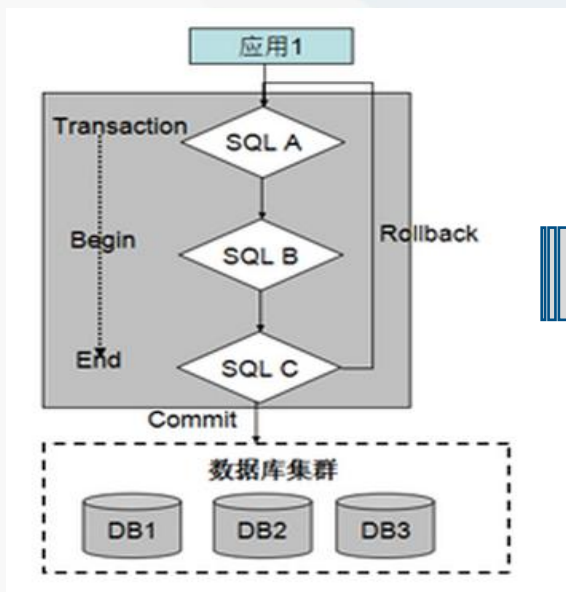 应用1
Transaction
SQL A
Begin
SQL B
Rollback
End
SQL C
Commit
数据库集群
DB1 DB2 DB3